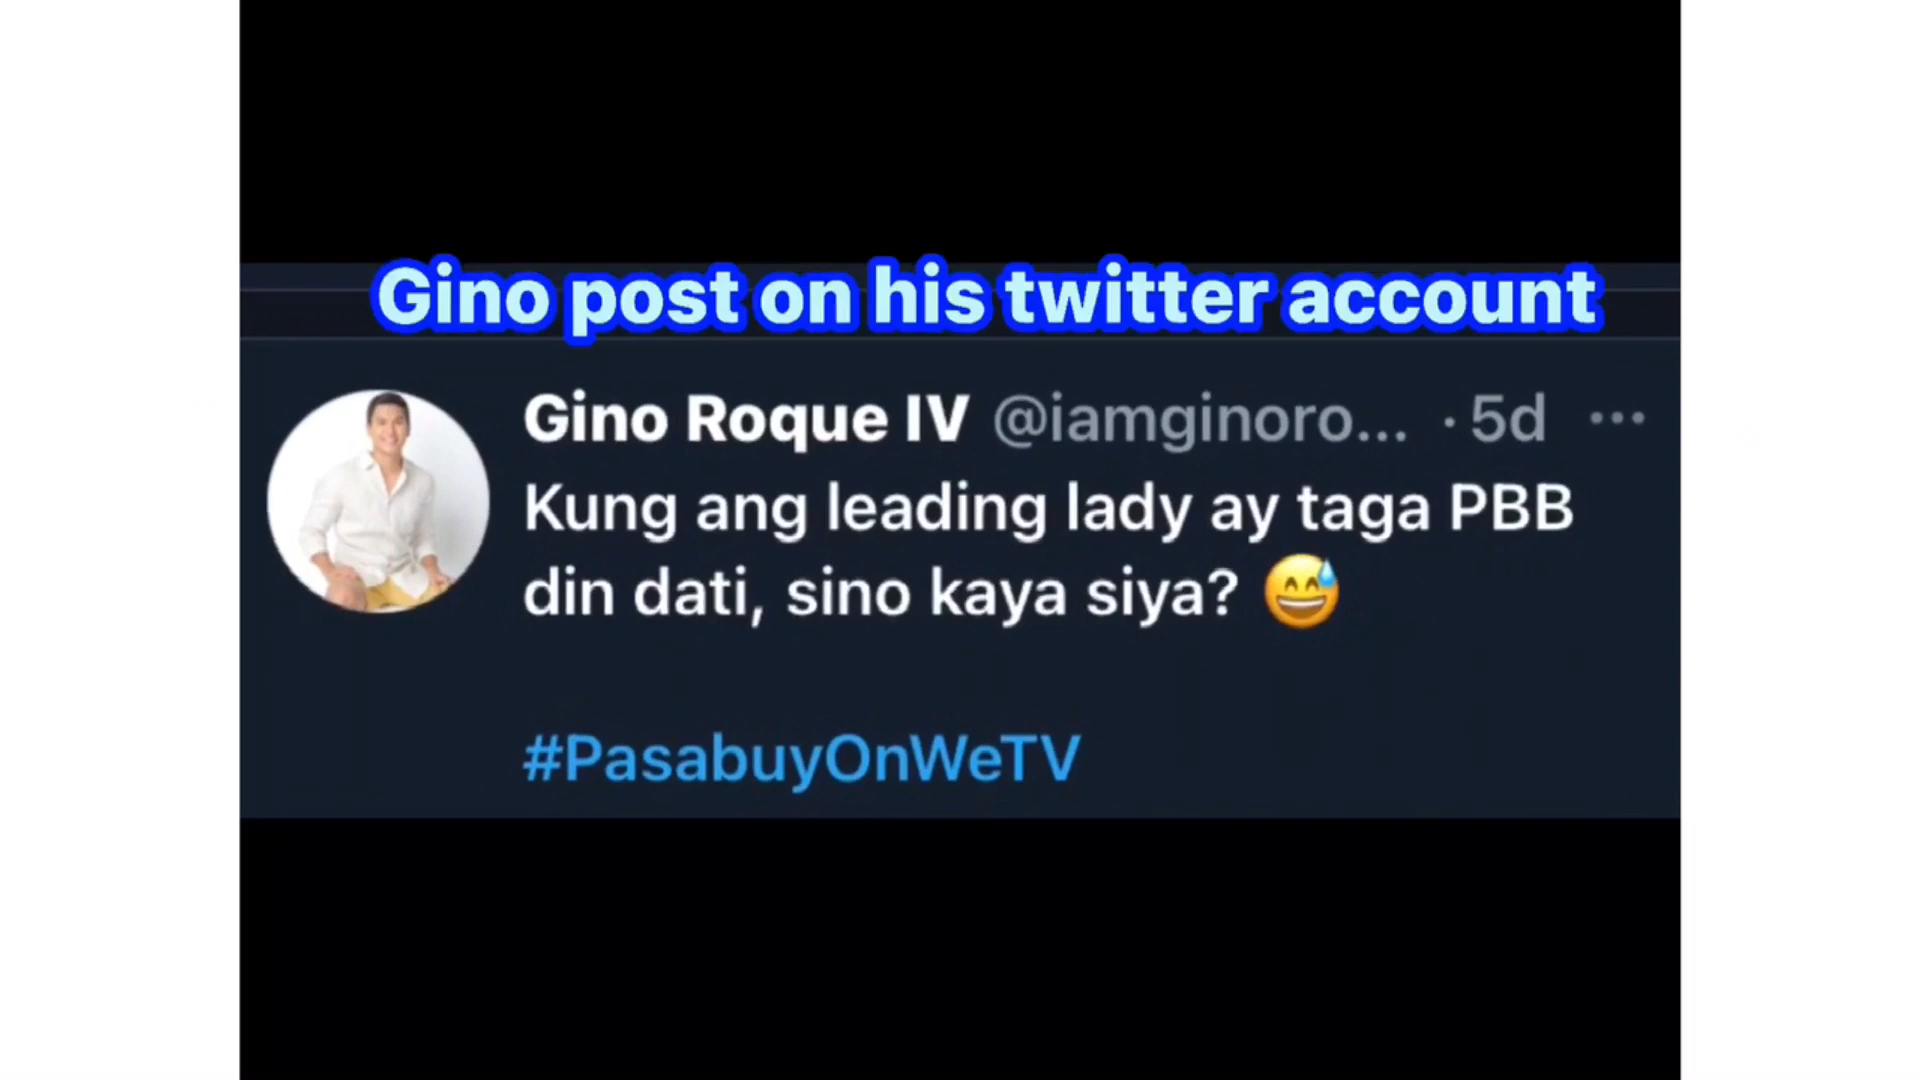 Gino post on his twitter account
Gino Roque IV @iamginoro... · 5d ...
Kung ang leading lady ay taga PBB
din dati, sino kaya siya? 😅
#PasabuyOnWeTV